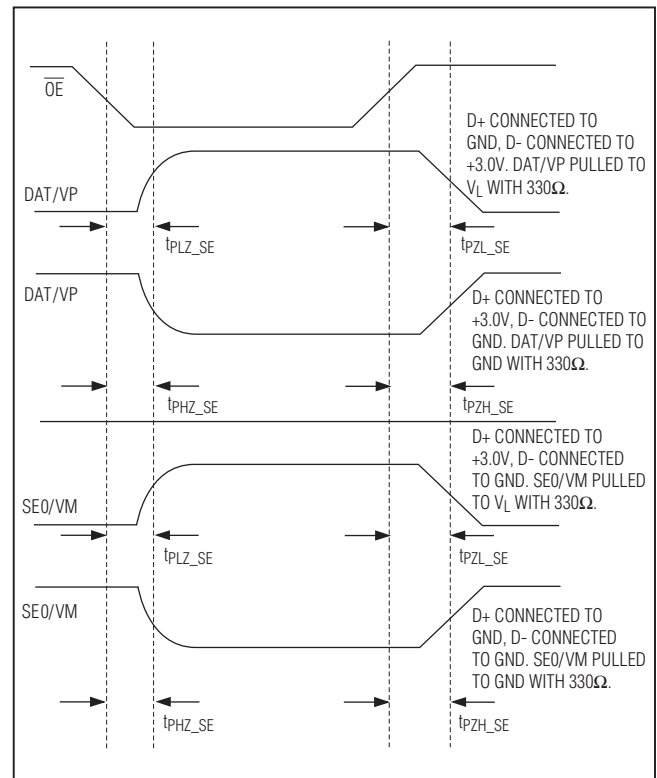 O̅E̅
D+ CONNECTED TO
GND, D- CONNECTED TO
+3.0V. DAT/VP PULLED TO
VL WITH 330Ω.
DAT/VP
tPLZ_SE
tPZL_SE
DAT/VP
D+ CONNECTED TO
+3.0V, D- CONNECTED TO
GND. DAT/VP PULLED TO
GND WITH 330Ω.
tPHZ_SE
tPZH_SE
D+ CONNECTED TO
+3.0V, D- CONNECTED
TO GND. SE0/VM PULLED
TO VL WITH 330Ω.
SE0/VM
tPLZ_SE
tPZL_SE
SE0/VM
D+ CONNECTED TO
GND, D- CONNECTED
TO GND. SE0/VM PULLED
TO GND WITH 330Ω.
tPHZ_SE
tPZH_SE